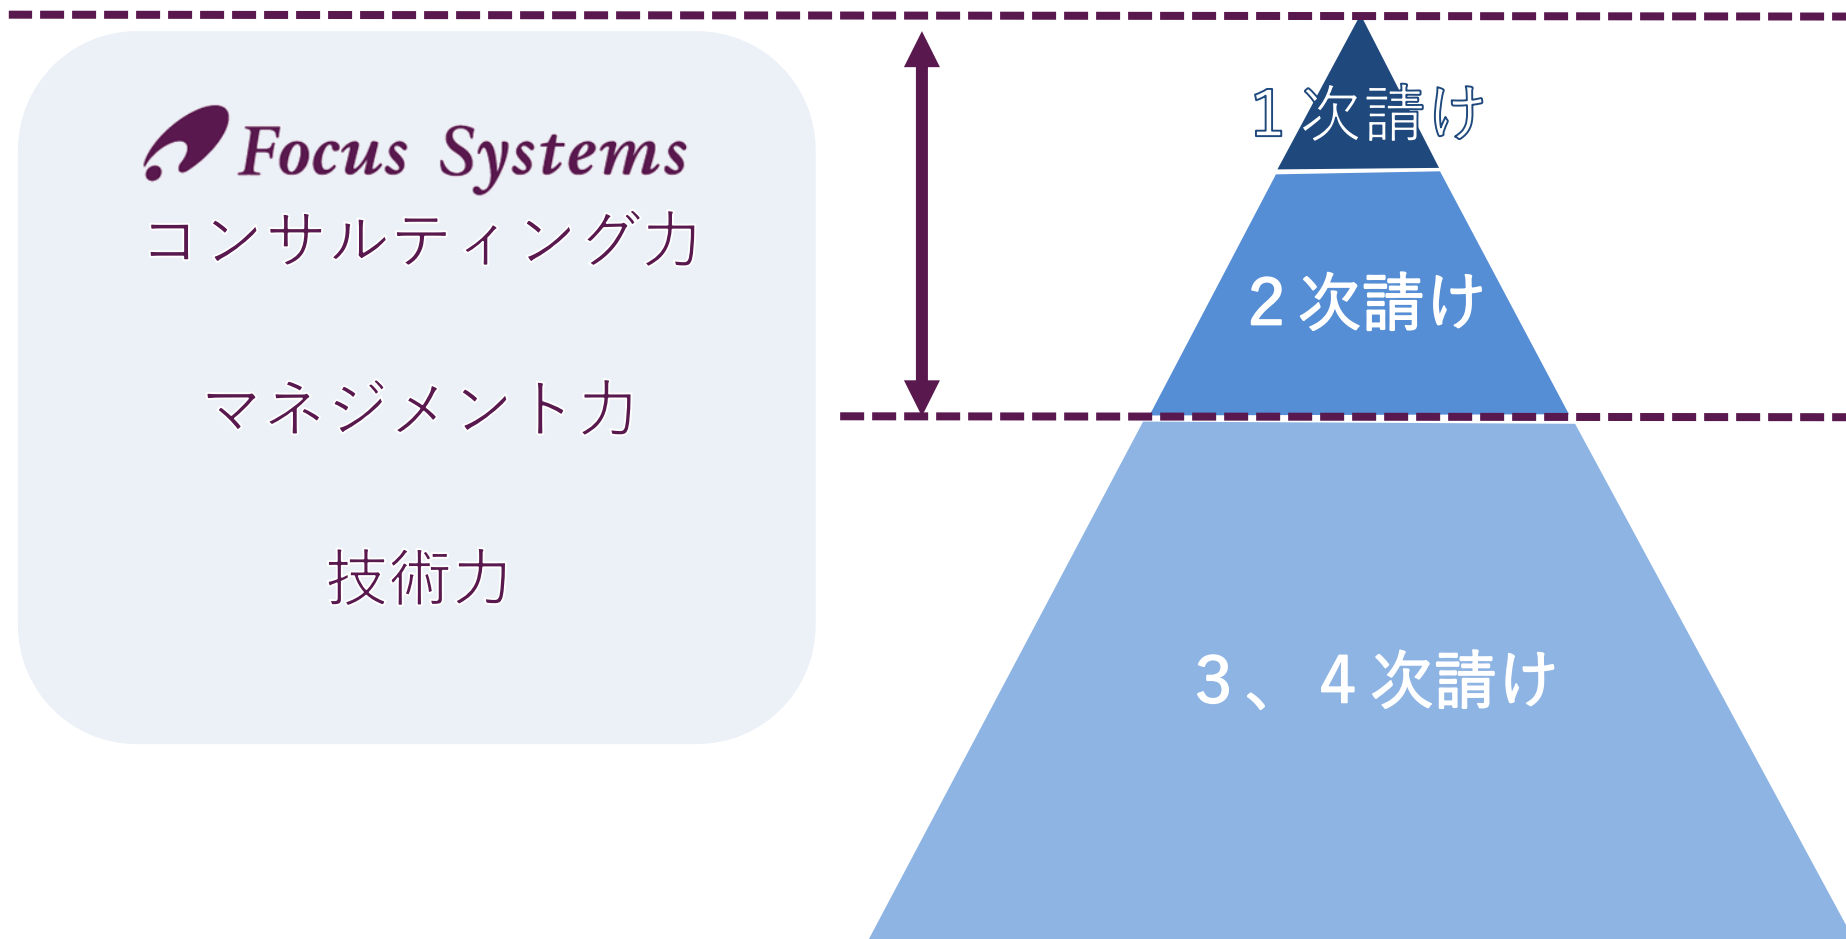 Focus Systems
コンサルティング力
マネジメント力
技術力
1次請け
2次請け
3、4次請け